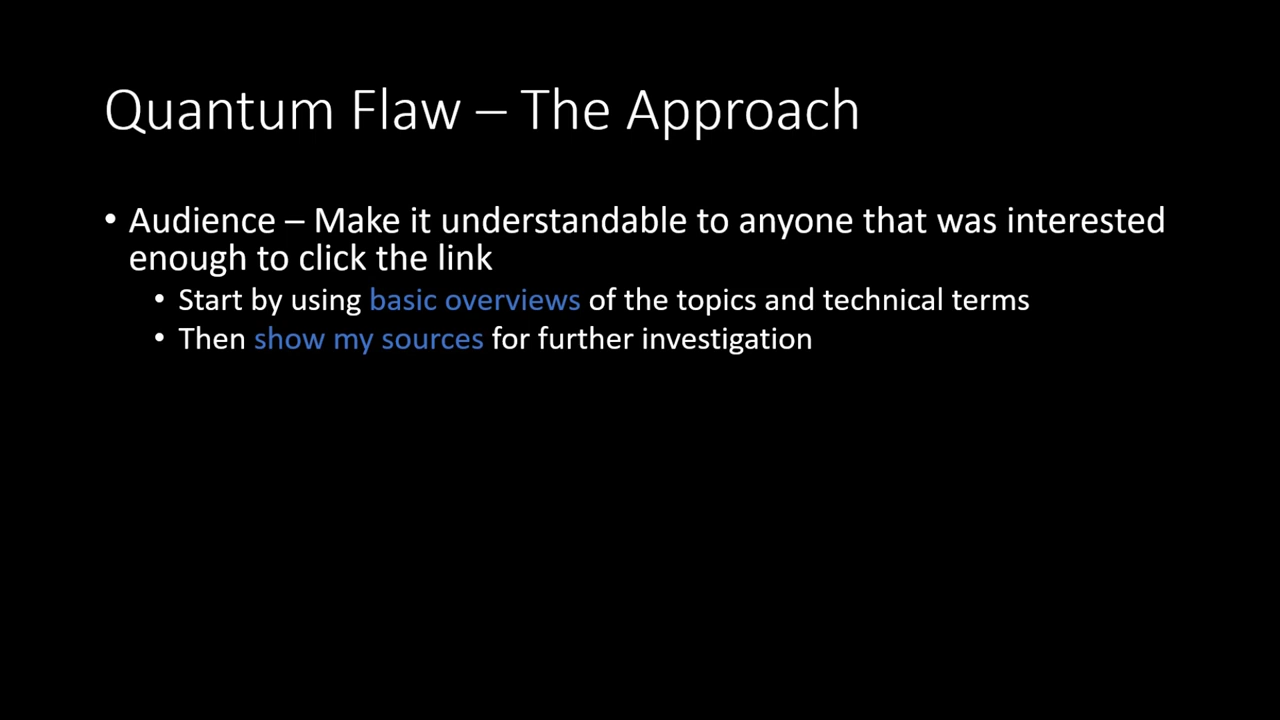 Quantum Flaw – The Approach
• Audience – Make it understandable to anyone that was interested
enough to click the link
• Start by using basic overviews of the topics and technical terms
• Then show my sources for further investigation